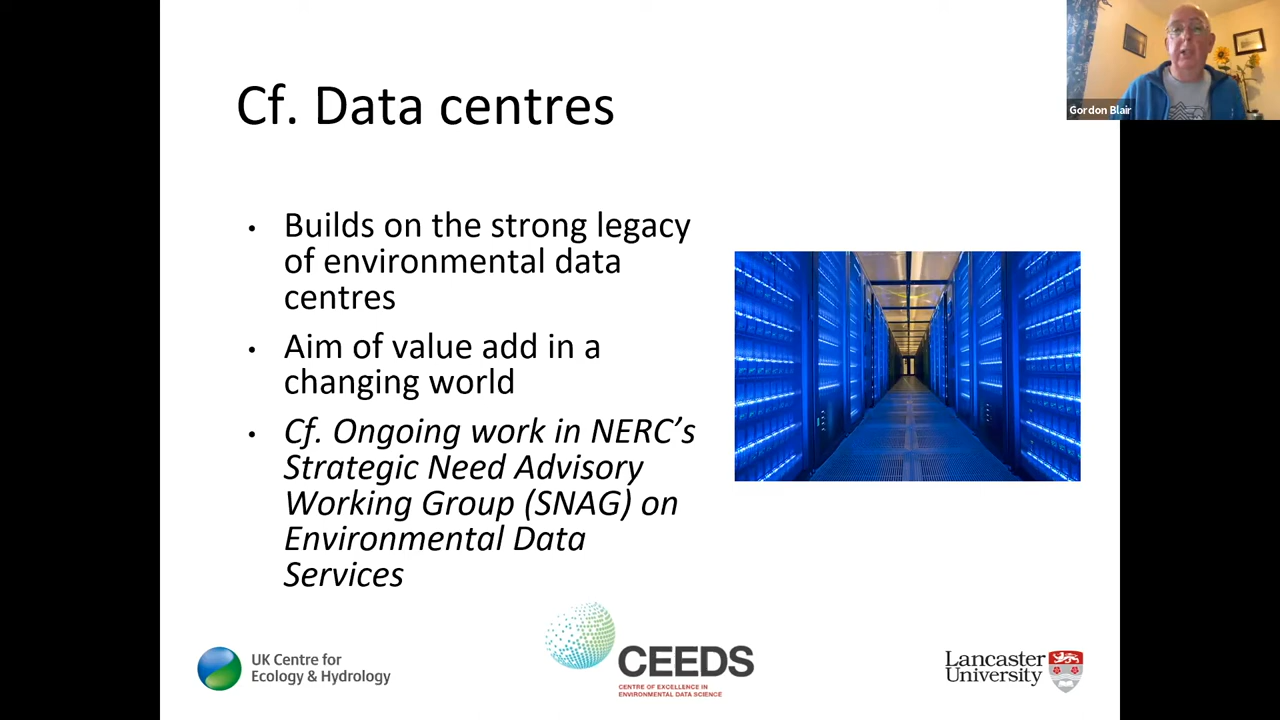 Cf. Data centres
Gordon Blair
• Builds on the strong legacy
of environmental data
centres
• Aim of value add in a
changing world
• Cf. Ongoing work in NERC’s
Strategic Need Advisory
Working Group (SNAG) on
Environmental Data
Services
UK Centre for
Ecology & Hydrology
CEEDS
CENTRE OF EXCELLENCE IN
ENVIRONMENTAL DATA SCIENCE
Lancaster
University